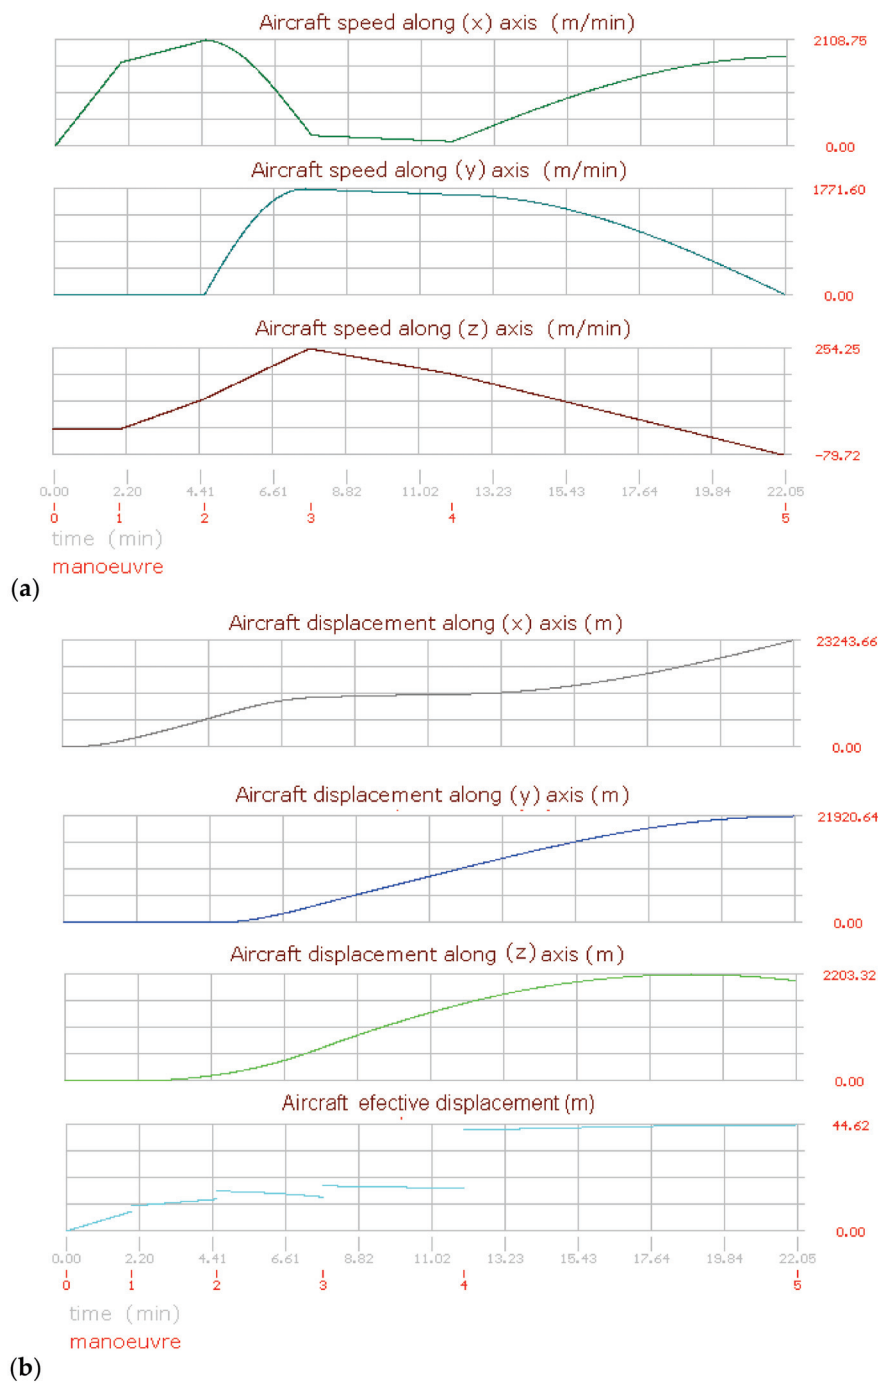 Aircraft speed along (x) axis (m/min)
2108.75
0.00
Aircraft speed along (y) axis (m/min)
1771.60
0.00
Aircraft speed along (z) axis (m/min)
254.25
-79.72
0.00 2.20 4.41 6.61 8.82 11.02 13.23 15.43 17.64 19.84 22.05
0 1 2 3 4 5
time (min)
manoeuvre
(a)
Aircraft displacement along (x) axis (m)
23243.66
0.00
Aircraft displacement along (y) axis (m)
21920.64
0.00
Aircraft displacement along (z) axis (m)
2203.32
0.00
Aircraft efective displacement (m)
44.62
0.00
0.00 2.20 4.41 6.61 8.82 11.02 13.23 15.43 17.64 19.84 22.05
0 1 2 3 4 5
time (min)
manoeuvre
(b)